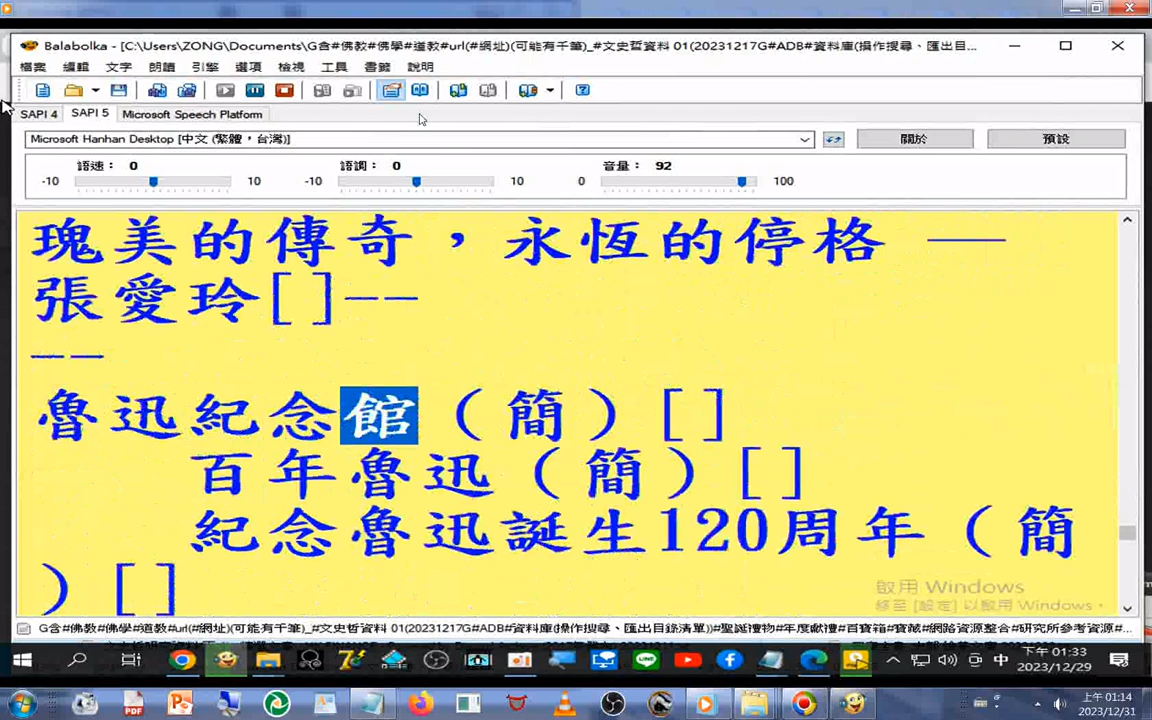 Balabolka - [C:\Users\ZONG\Documents\G含#佛教#佛學#道教#url(#網址)(可能有千筆)_#文史哲資料 01(20231217G#ADB#資料庫(操作搜尋、匯出目...
檔案 編輯 文字 朗讀 引擎 選項 檢視 工具 書籤 說明
SAPI 4 SAPI 5 Microsoft Speech Platform
Microsoft Hanhan Desktop [中文 (繁體，台灣)] 關於 預設
語速： 0 語調： 0 音量： 92
-10 10 -10 10 0 100
瑰美的傳奇，永恆的停格 ──
張愛玲[]--
--
魯迅紀念館（簡）[]
百年魯迅（簡）[]
紀念魯迅誕生120周年（簡
）[]
啟用 Windows
移至 [設定] 以啟用 Windows。
G含#佛教#佛學#道教#url(#網址)(可能有千筆)_#文史哲資料 01(20231217G#ADB#資料庫(操作搜尋、匯出目錄清單))#聖誕禮物#年度獻禮#百寶箱#寶藏#網路資源整合#研究所參考資源#...
中 下午 01:33
2023/12/29
上午 01:14
2023/12/31